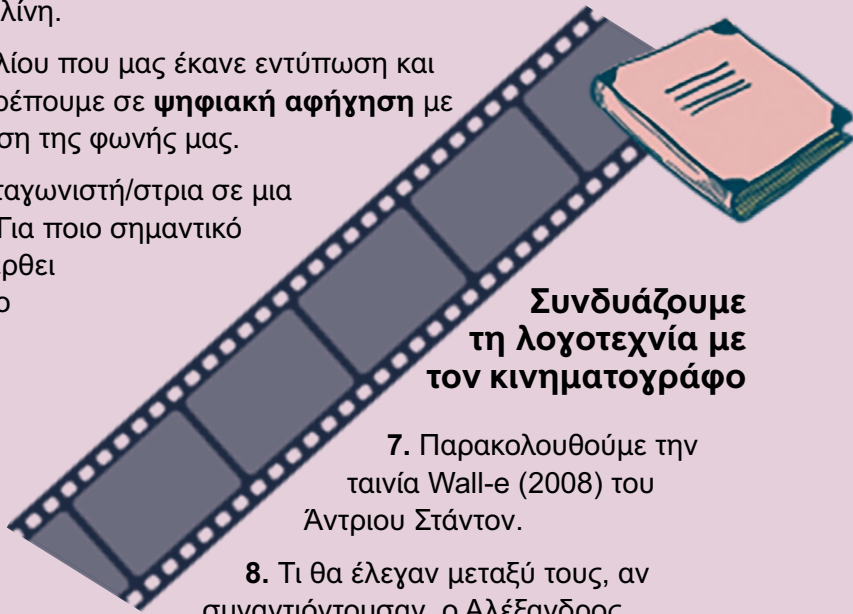 λίνη.
λίου που μας έκανε εντύπωση και
ρέπουμε σε ψηφιακή αφήγηση με
ση της φωνής μας.
ταγωνιστή/στρια σε μια
Για ποιο σημαντικό
ρθει
ο
Συνδυάζουμε
τη λογοτεχνία με
τον κινηματογράφο
7. Παρακολουθούμε την
ταινία Wall-e (2008) του
Άντριου Στάντον.
8. Τι θα έλεγαν μεταξύ τους, αν
συναντιόντουσαν, ο Αλέξανδρος